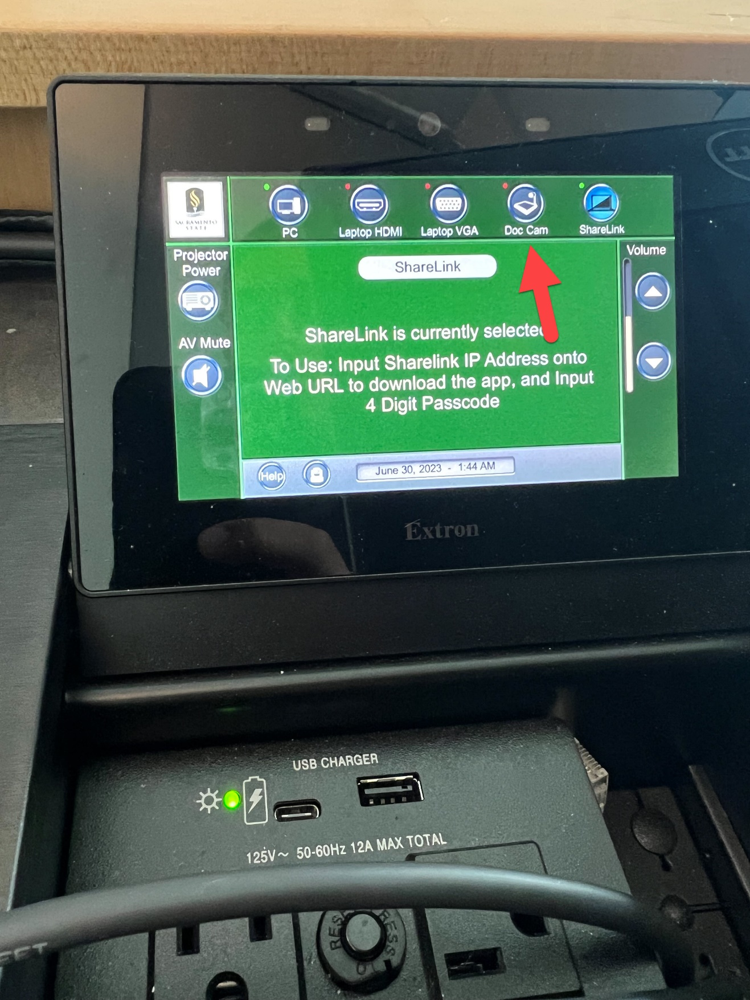 SACRAMENTO
STATE
PC
Laptop HDMI
Laptop VGA
Doc Cam
ShareLink
Projector
Power
AV Mute
Volume
ShareLink
ShareLink is currently selected
To Use: Input Sharelink IP Address onto
Web URL to download the app, and Input
4 Digit Passcode
Help
June 30, 2023 - 1:44 AM
Extron
USB CHARGER
125V~ 50-60Hz 12A MAX TOTAL